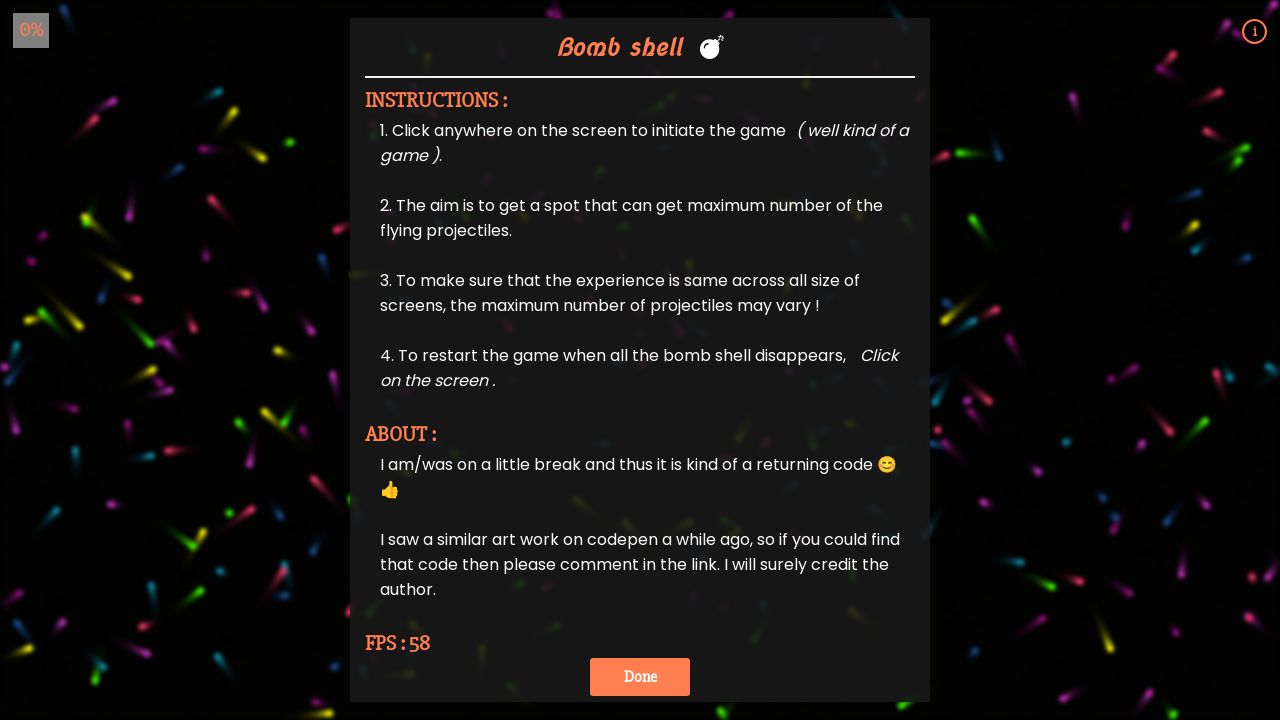 0%
i
Bomb shell 💣
INSTRUCTIONS :
1. Click anywhere on the screen to initiate the game ( well kind of a
game ).
2. The aim is to get a spot that can get maximum number of the
flying projectiles.
3. To make sure that the experience is same across all size of
screens, the maximum number of projectiles may vary !
4. To restart the game when all the bomb shell disappears, Click
on the screen .
ABOUT :
I am/was on a little break and thus it is kind of a returning code 😊
👍
I saw a similar art work on codepen a while ago, so if you could find
that code then please comment in the link. I will surely credit the
author.
FPS : 58
Done